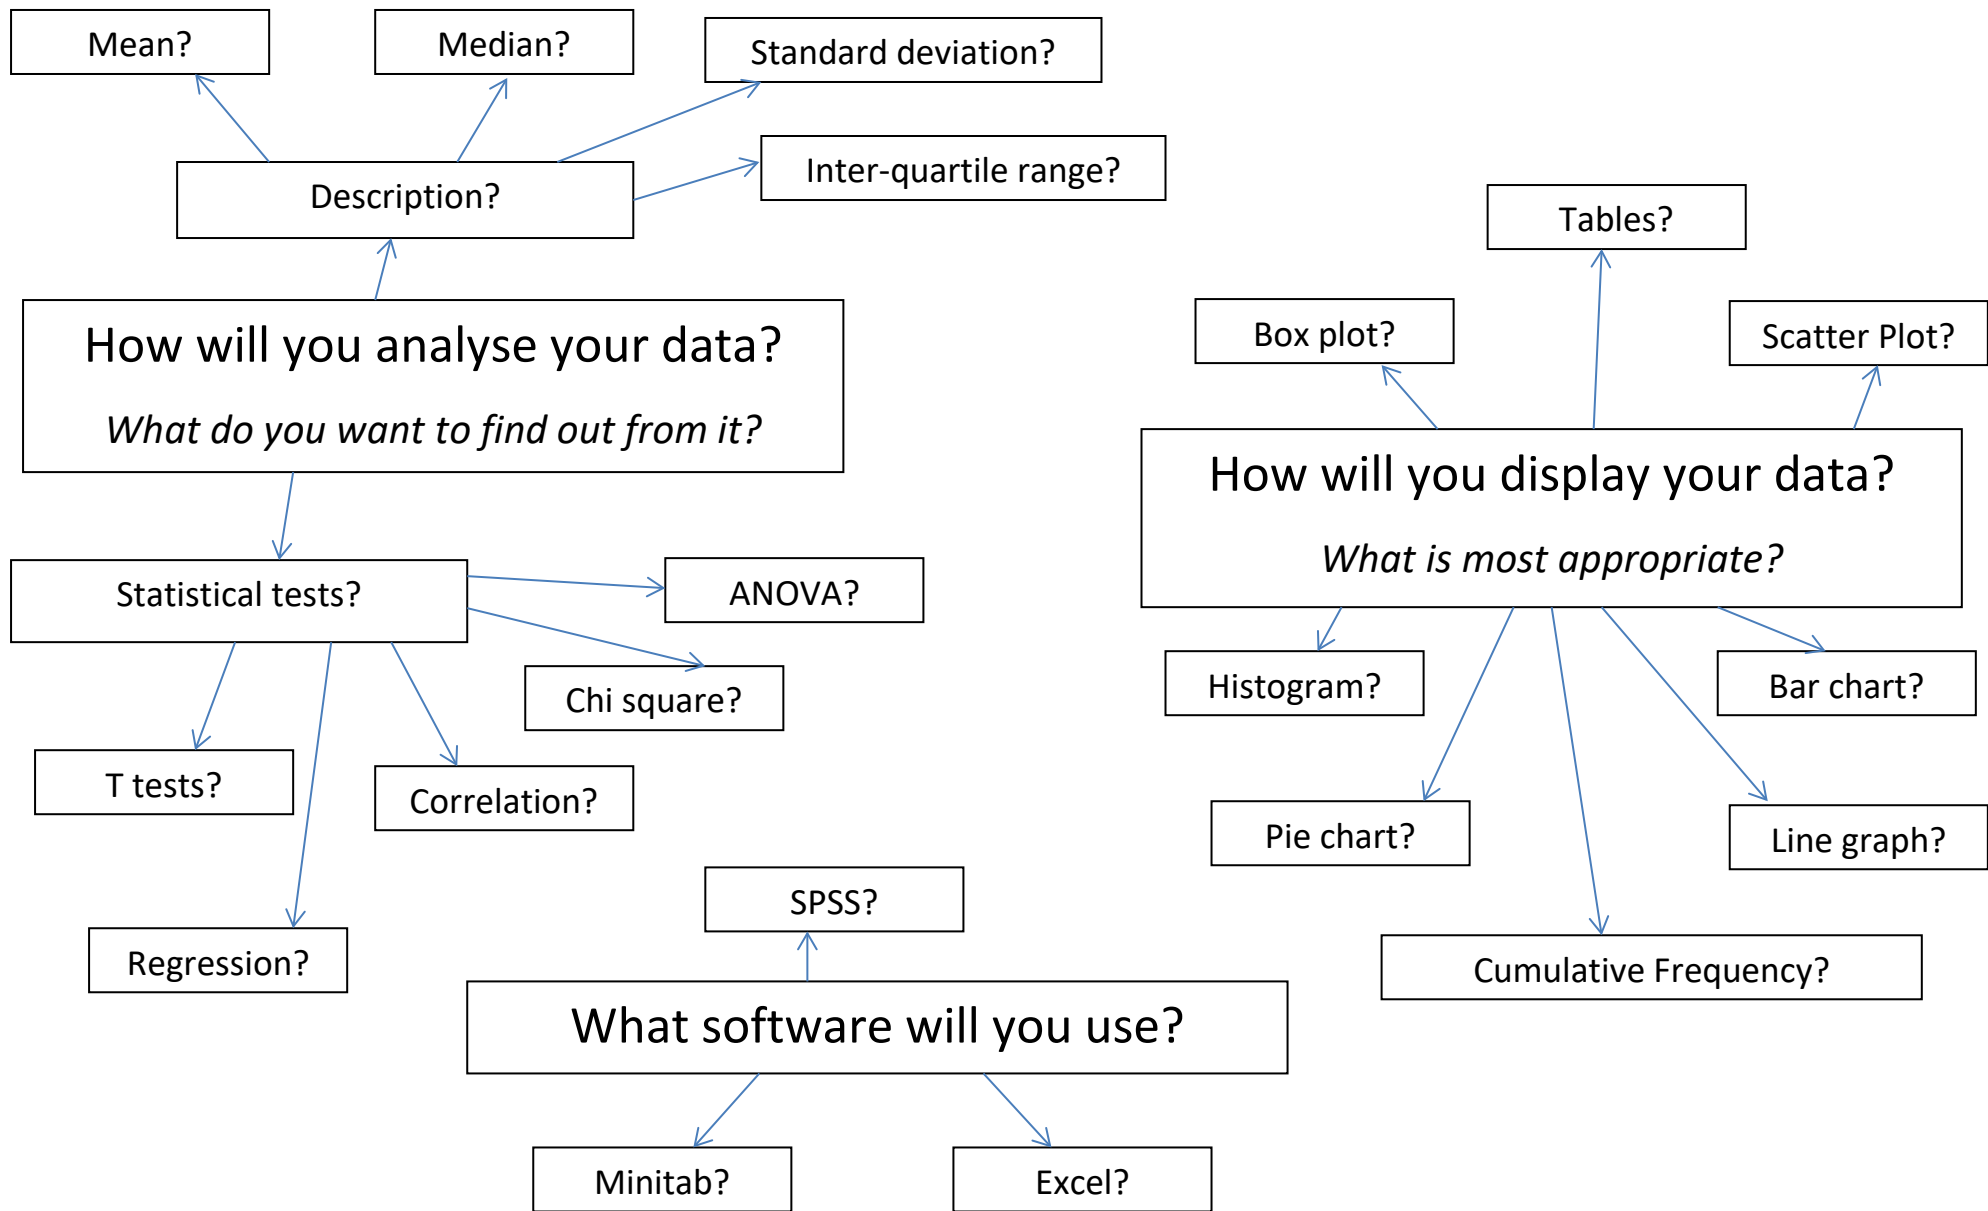 Mean?
Median?
Standard deviation?
Inter-quartile range?
Description?
How will you analyse your data?
What do you want to find out from it?
Statistical tests?
ANOVA?
Chi square?
T tests?
Correlation?
Regression?
Tables?
Box plot?
Scatter Plot?
How will you display your data?
What is most appropriate?
Histogram?
Bar chart?
Pie chart?
Line graph?
Cumulative Frequency?
SPSS?
What software will you use?
Minitab?
Excel?